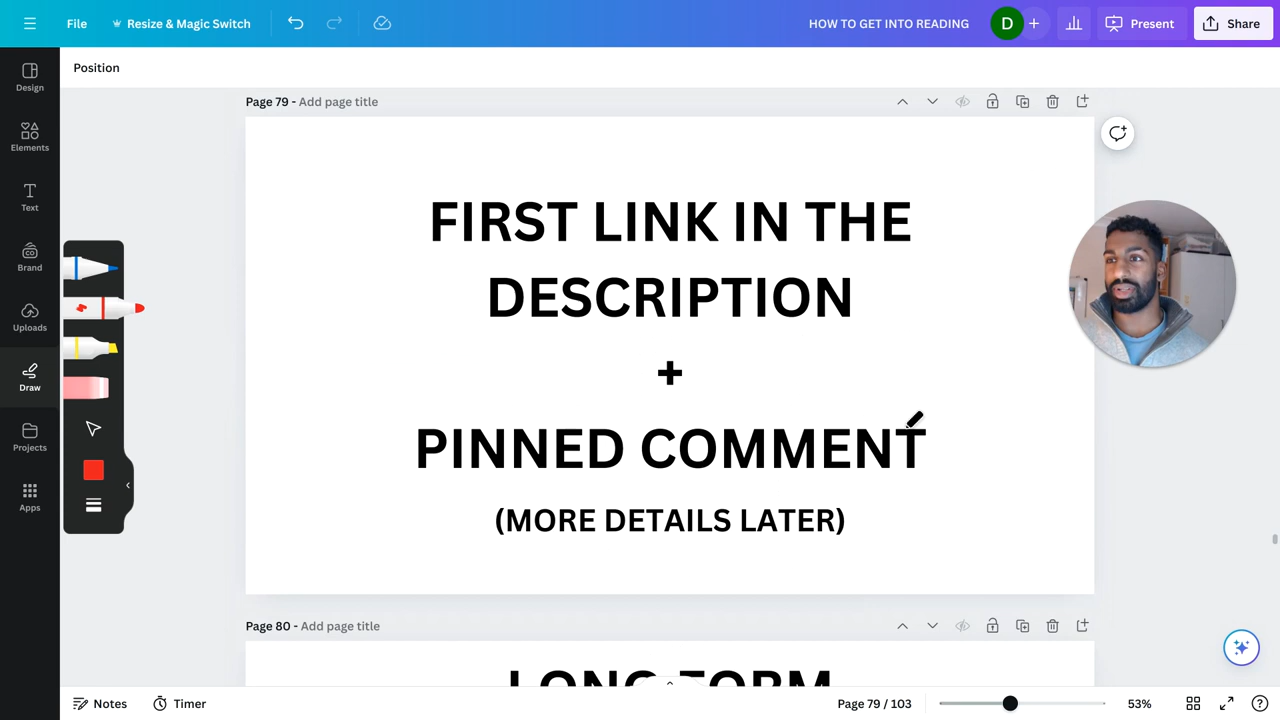 File
Resize & Magic Switch
HOW TO GET INTO READING
D
+
Present
Share
Position
Design
Elements
Text
Brand
Uploads
Draw
Projects
Apps
Page 79 - Add page title
FIRST LINK IN THE
DESCRIPTION
+
PINNED COMMENT
(MORE DETAILS LATER)
Page 80 - Add page title
LONG-FORM
Notes
Timer
Page 79 / 103
53%
?